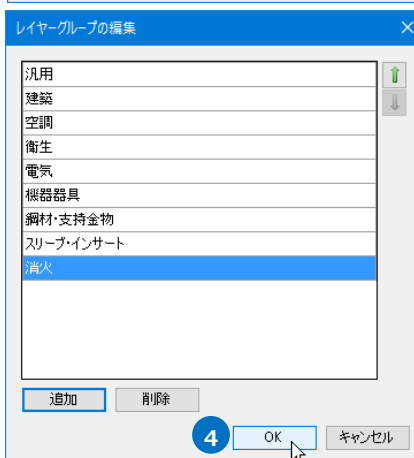 レイヤーグループの編集
汎用
建築
空調
衛生
電気
機器器具
鋼材・支持金物
スリーブ・インサート
消火
追加 削除
4 OK キャンセル